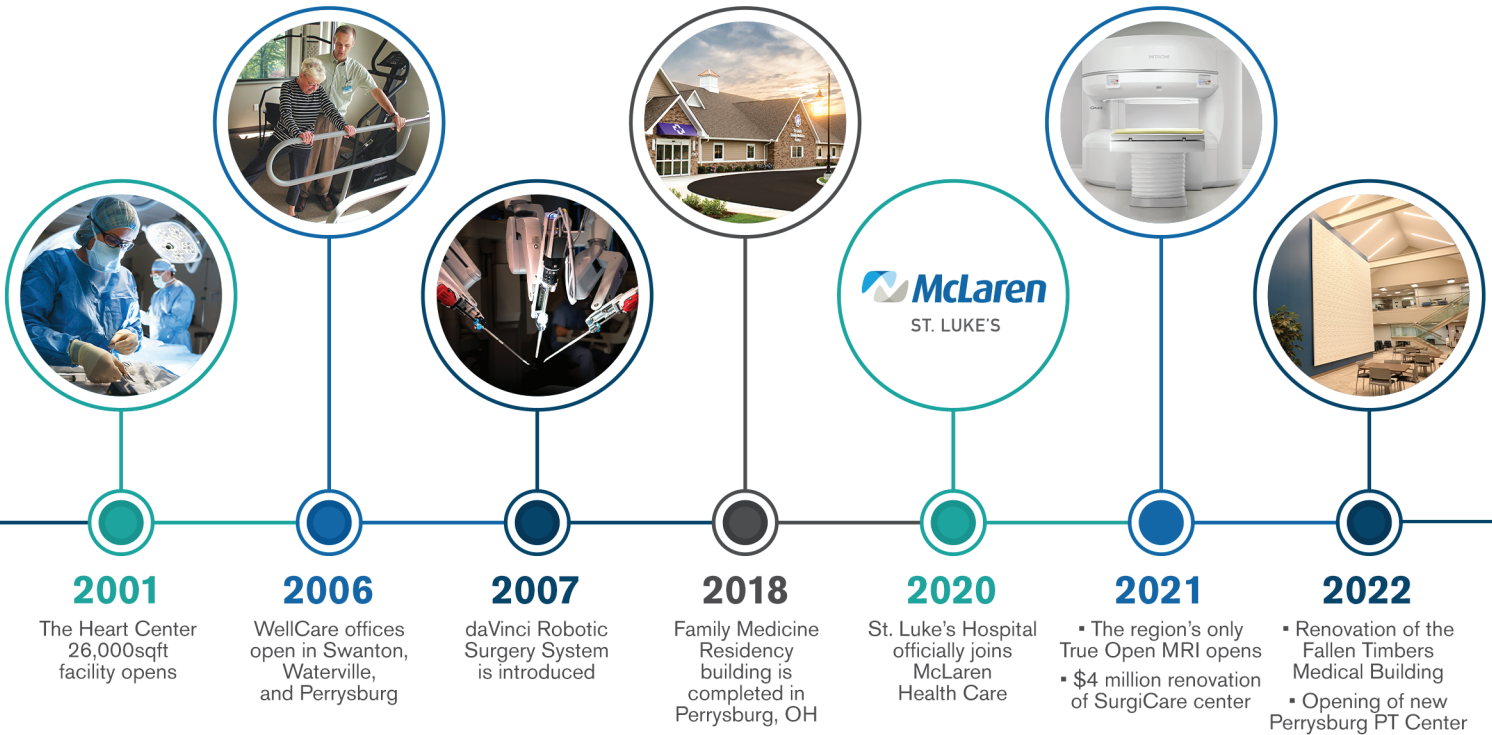 HITACHI
McLaren
ST. LUKE'S
2001
The Heart Center
26,000sqft
facility opens
2006
WellCare offices
open in Swanton,
Waterville,
and Perrysburg
2007
daVinci Robotic
Surgery System
is introduced
2018
Family Medicine
Residency
building is
completed in
Perrysburg, OH
2020
St. Luke's Hospital
officially joins
McLaren
Health Care
2021
▪ The region's only
True Open MRI opens
▪ $4 million renovation
of SurgiCare center
2022
▪ Renovation of the
Fallen Timbers
Medical Building
▪ Opening of new
Perrysburg PT Center